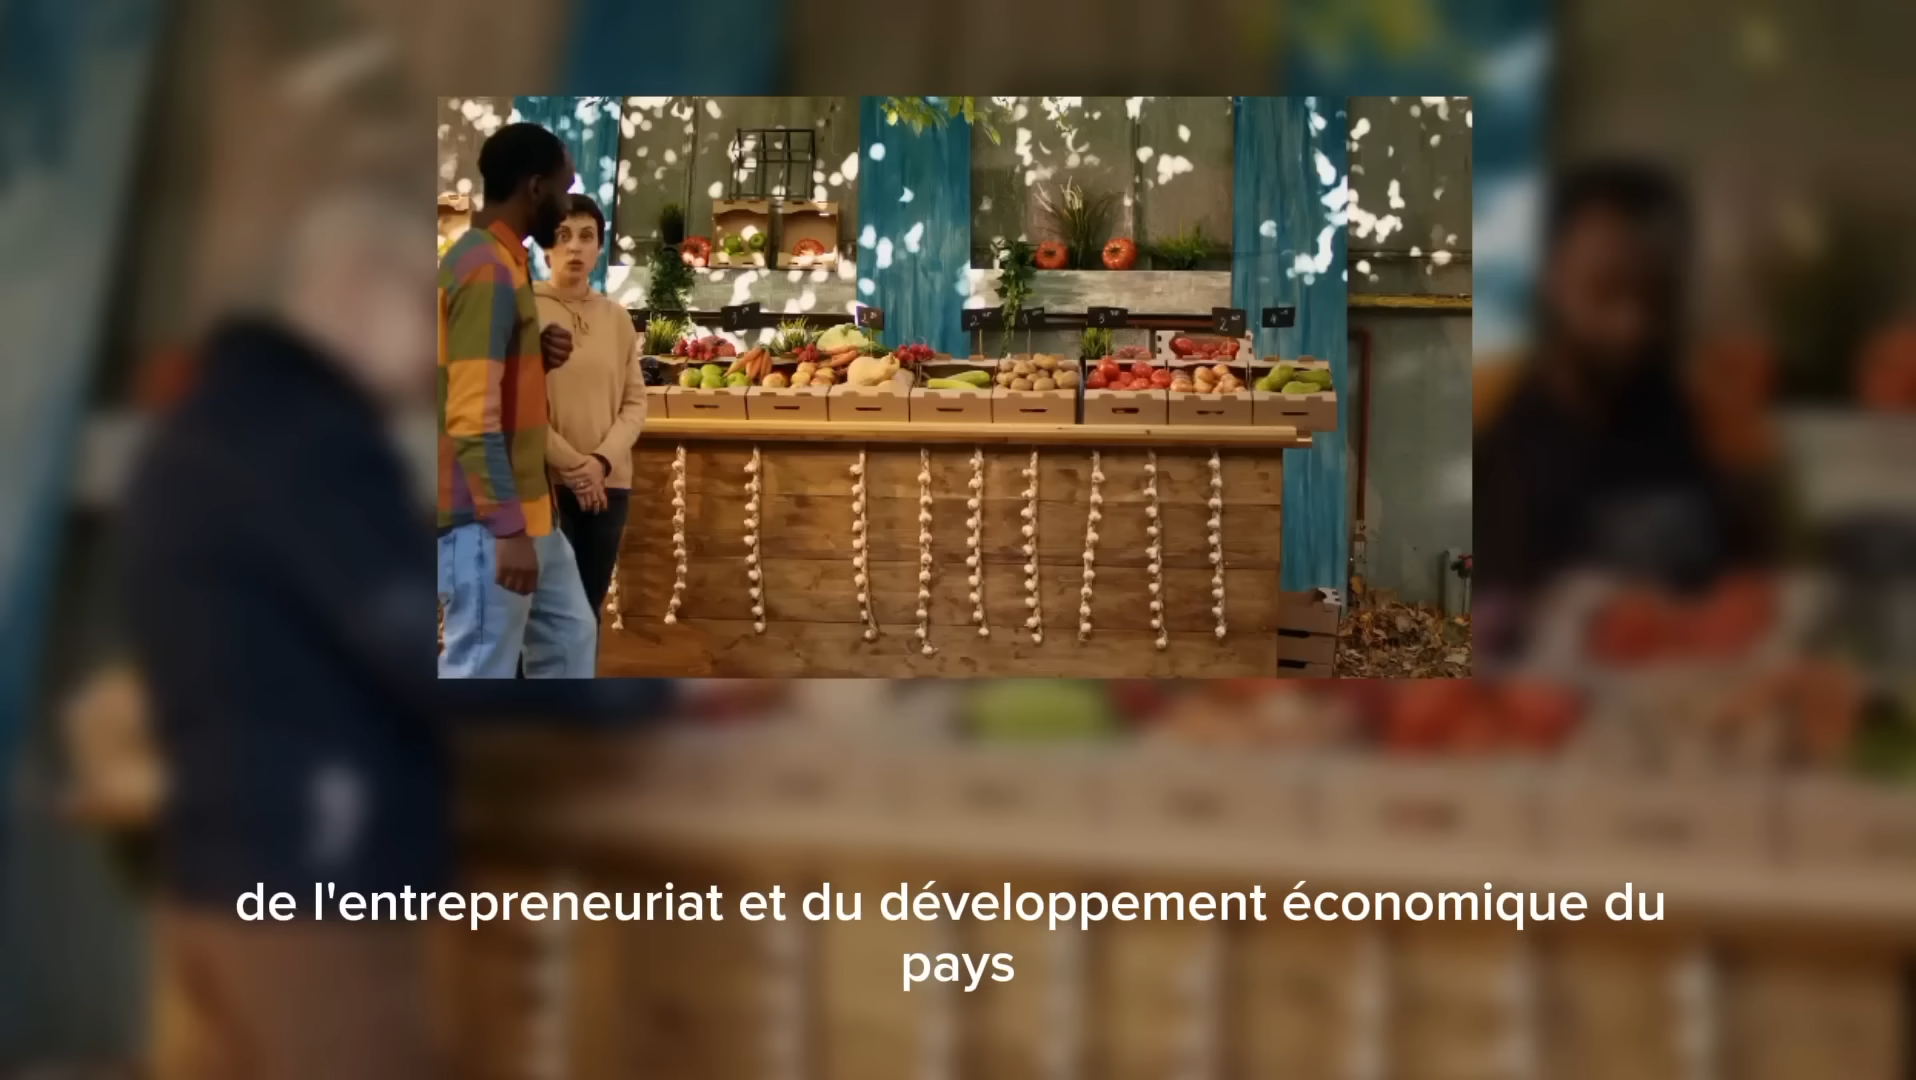 de l'entrepreneuriat et du développement économique du
pays